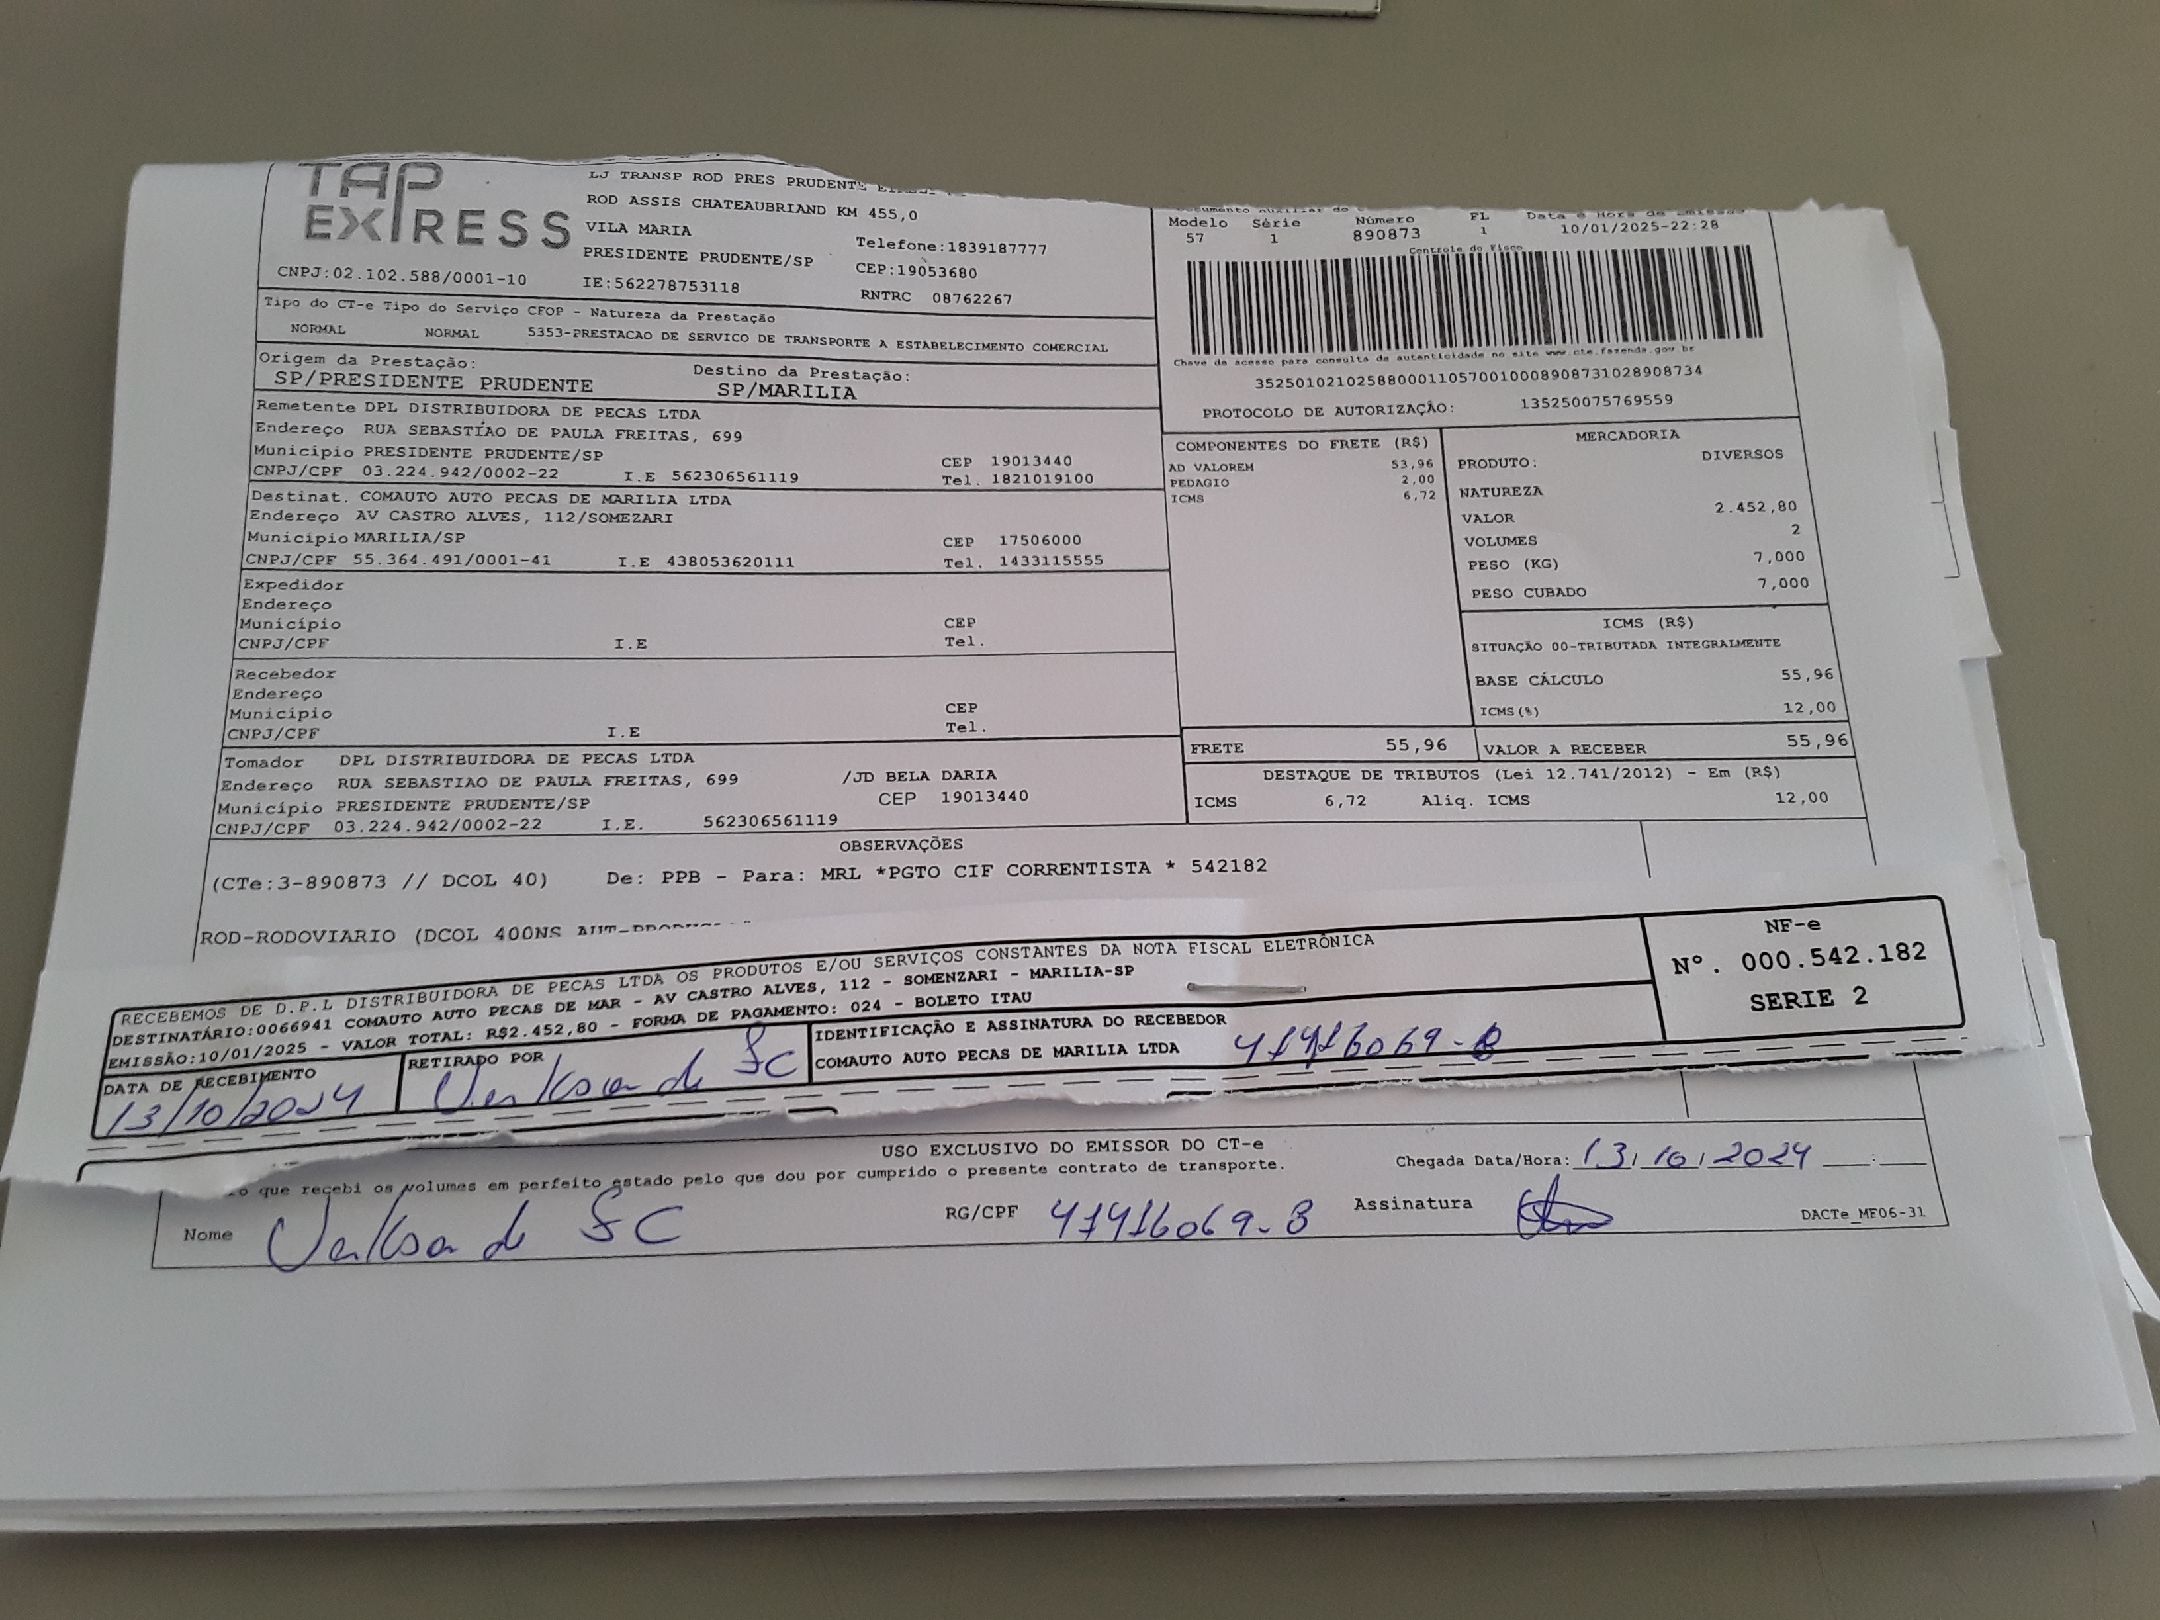 TAP
EXPRESS
LJ TRANSP ROD PRES PRUDENTE
ROD ASSIS CHATEAUBRIAND KM 455,0
VILA MARIA
Telefone:1839187777
PRESIDENTE PRUDENTE/SP
CEP:19053680
CNPJ:02.102.588/0001-10 IE:562278753118
RNTRC 08762267
Modelo Série Número FL Data e Hora de Emissão
57 1 890873 1 10/01/2025-22:28
Controle do Fisco
Chave de acesso para consulta de autenticidade no site www.cte.fazenda.gov.br
35250102102588000110570010008908731028908734
PROTOCOLO DE AUTORIZAÇÃO: 135250075769559
Tipo do CT-e Tipo do Serviço CFOP - Natureza da Prestação
NORMAL NORMAL 5353-PRESTACAO DE SERVICO DE TRANSPORTE A ESTABELECIMENTO COMERCIAL
Origem da Prestação: Destino da Prestação:
SP/PRESIDENTE PRUDENTE SP/MARILIA
Remetente DPL DISTRIBUIDORA DE PECAS LTDA
Endereço RUA SEBASTIAO DE PAULA FREITAS, 699
Município PRESIDENTE PRUDENTE/SP CEP 19013440
CNPJ/CPF 03.224.942/0002-22 I.E 562306561119 Tel. 1821019100
Destinat. COMAUTO AUTO PECAS DE MARILIA LTDA
Endereço AV CASTRO ALVES, 112/SOMEZARI
Município MARILIA/SP CEP 17506000
CNPJ/CPF 55.364.491/0001-41 I.E 438053620111 Tel. 1433115555
Expedidor
Endereço
Município CEP
CNPJ/CPF I.E Tel.
Recebedor
Endereço
Município CEP
CNPJ/CPF I.E Tel.
Tomador DPL DISTRIBUIDORA DE PECAS LTDA
Endereço RUA SEBASTIAO DE PAULA FREITAS, 699 /JD BELA DARIA
Município PRESIDENTE PRUDENTE/SP CEP 19013440
CNPJ/CPF 03.224.942/0002-22 I.E. 562306561119
COMPONENTES DO FRETE (R$)
AD VALOREM 53,96
PEDAGIO 2,00
ICMS 6,72
MERCADORIA
PRODUTO: DIVERSOS
NATUREZA
VALOR 2.452,80
VOLUMES 2
PESO (KG) 7,000
PESO CUBADO 7,000
ICMS (R$)
SITUAÇÃO 00-TRIBUTADA INTEGRALMENTE
BASE CÁLCULO 55,96
ICMS(%) 12,00
FRETE 55,96 VALOR A RECEBER 55,96
DESTAQUE DE TRIBUTOS (Lei 12.741/2012) - Em (R$)
ICMS 6,72 Aliq. ICMS 12,00
OBSERVAÇÕES
(CTe:3-890873 // DCOL 40) De: PPB - Para: MRL *PGTO CIF CORRENTISTA * 542182
ROD-RODOVIARIO (DCOL 400NS
RECEBEMOS DE D.P.L DISTRIBUIDORA DE PECAS LTDA OS PRODUTOS E/OU SERVIÇOS CONSTANTES DA NOTA FISCAL ELETRÔNICA
DESTINATÁRIO:0066941 COMAUTO AUTO PECAS DE MAR - AV CASTRO ALVES, 112 - SOMENZARI - MARILIA-SP
EMISSÃO:10/01/2025 - VALOR TOTAL: R$2.452,80 - FORMA DE PAGAMENTO: 024 - BOLETO ITAU
NF-e
Nº. 000.542.182
SERIE 2
DATA DE RECEBIMENTO
13/10/2024
RETIRADO POR
IDENTIFICAÇÃO E ASSINATURA DO RECEBEDOR
COMAUTO AUTO PECAS DE MARILIA LTDA 41416069-8
USO EXCLUSIVO DO EMISSOR DO CT-e
que recebi os volumes em perfeito estado pelo que dou por cumprido o presente contrato de transporte.
Chegada Data/Hora: 13/10/2024
Nome
RG/CPF 41416069-8 Assinatura
DACTe_MF06-31